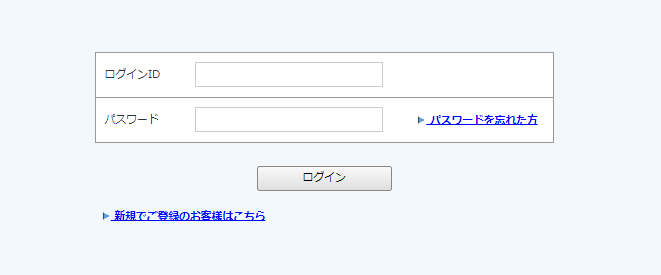 ログインID
パスワード
パスワードを忘れた方
ログイン
新規でご登録のお客様はこちら